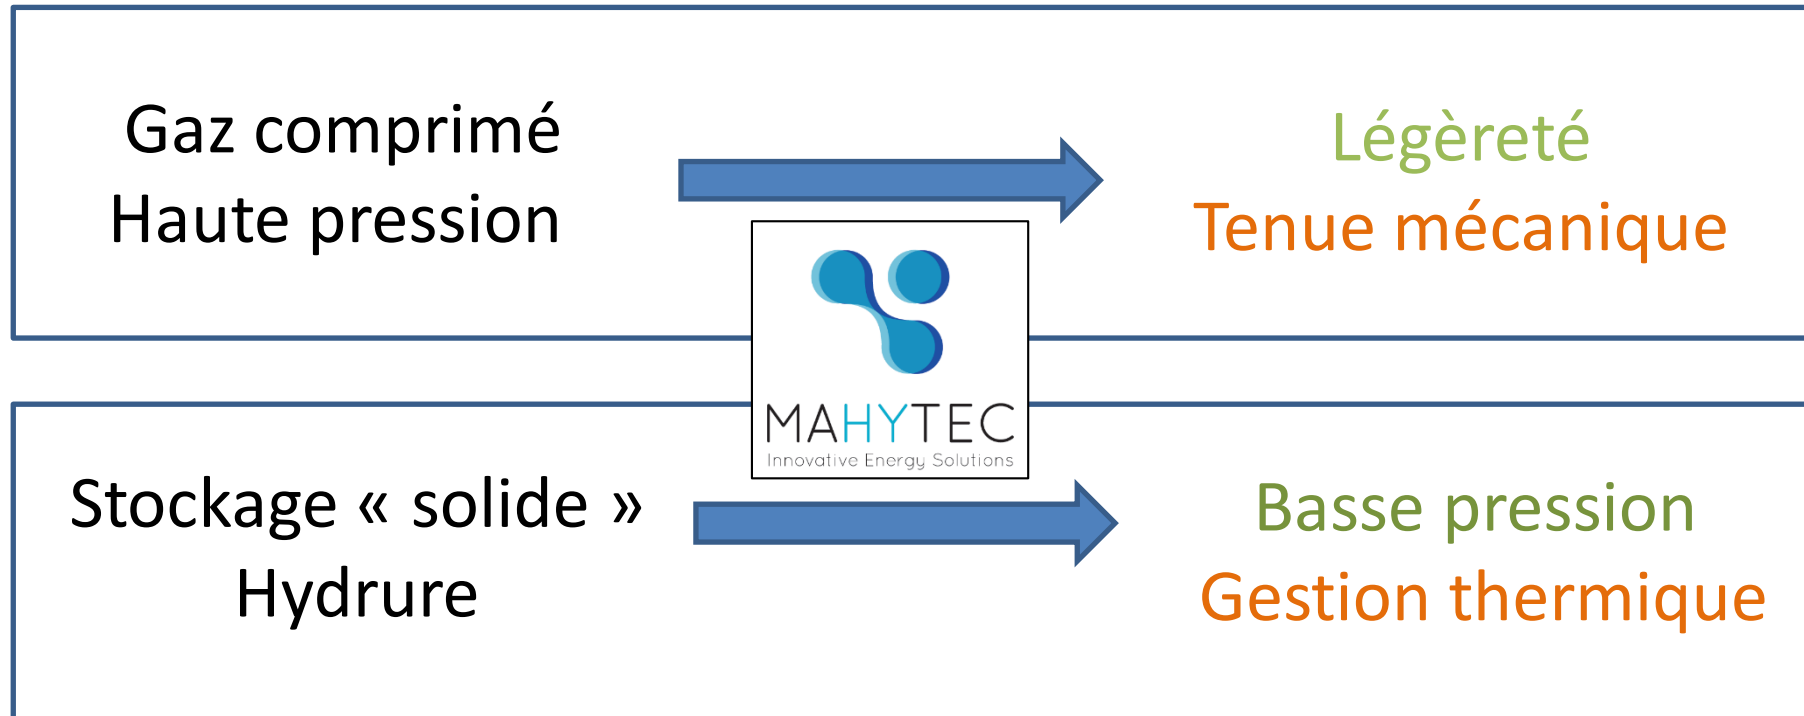 Gaz comprimé
Haute pression
Légèreté
Tenue mécanique
MAHYTEC
Innovative Energy Solutions
Stockage « solide »
Hydrure
Basse pression
Gestion thermique